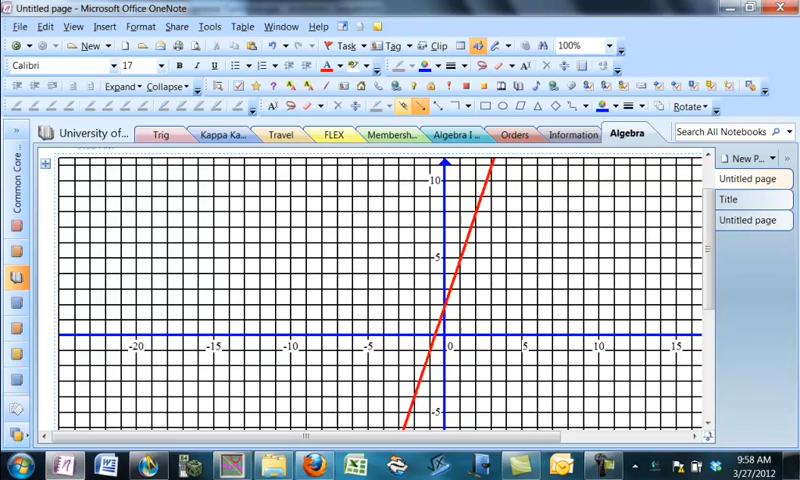 Untitled page - Microsoft Office OneNote
File Edit View Insert Format Share Tools Table Window Help
New Task Tag Clip 100%
Calibri 17 B I U A
Expand Collapse
Rotate
University of... Trig Kappa Ka... Travel FLEX Membersh... Algebra I ... Orders Information Algebra Search All Notebooks
New P...
Untitled page
Title
Untitled page
Common Core ...
10
5
-20 -15 -10 -5 0 5 10 15
-5
9:58 AM
3/27/2012